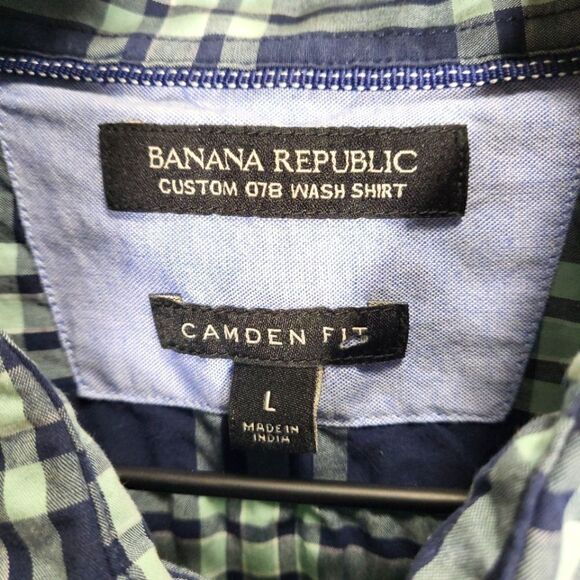 BANANA REPUBLIC
CUSTOM 078 WASH SHIRT
CAMDEN FIT
L
MADE IN
INDIA